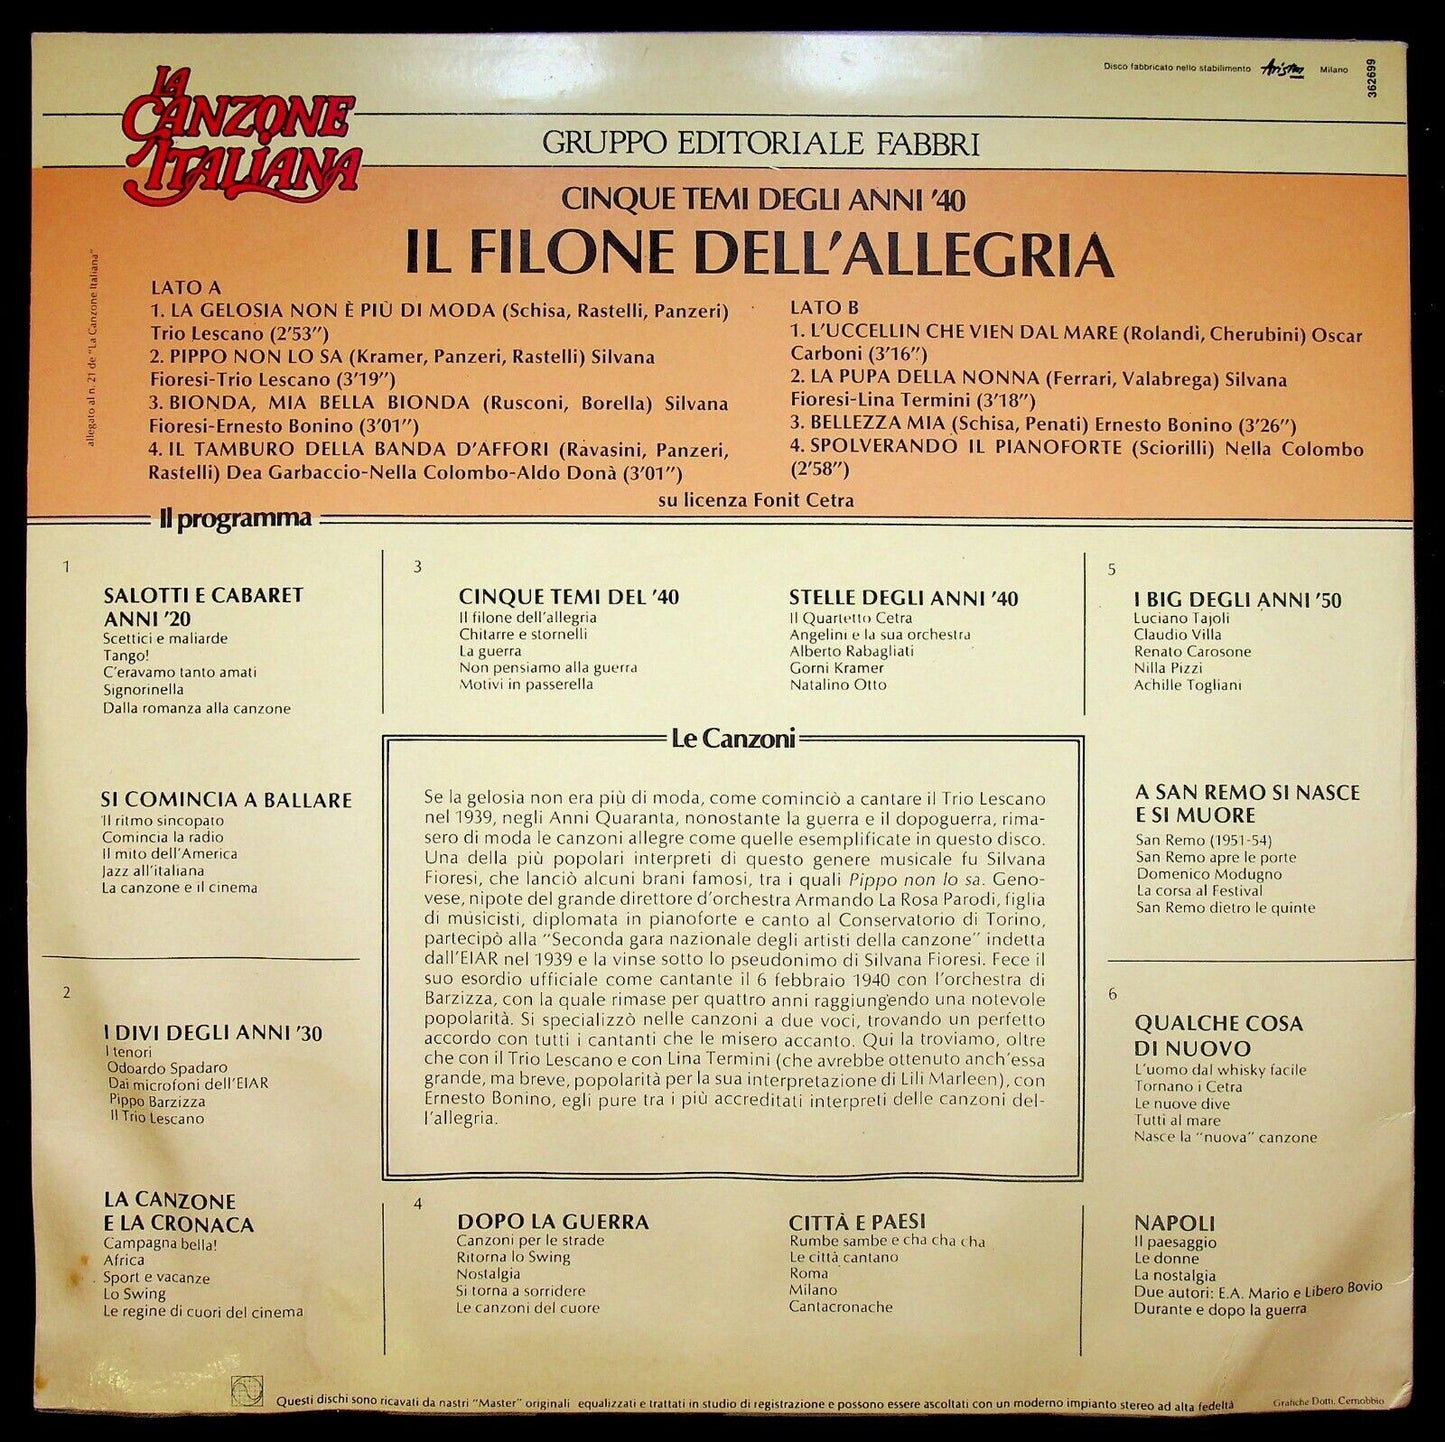 Disco fabbricato nello stabilimento Ariston Milano
362699
LA
CANZONE
ITALIANA
GRUPPO EDITORIALE FABBRI
CINQUE TEMI DEGLI ANNI '40
IL FILONE DELL'ALLEGRIA
allegato al n. 21 de "La Canzone Italiana"
LATO A
1. LA GELOSIA NON È PIÙ DI MODA (Schisa, Rastelli, Panzeri)
Trio Lescano (2'53")
2. PIPPO NON LO SA (Kramer, Panzeri, Rastelli) Silvana
Fioresi-Trio Lescano (3'19")
3. BIONDA, MIA BELLA BIONDA (Rusconi, Borella) Silvana
Fioresi-Ernesto Bonino (3'01")
4. IL TAMBURO DELLA BANDA D'AFFORI (Ravasini, Panzeri,
Rastelli) Dea Garbaccio-Nella Colombo-Aldo Donà (3'01")
LATO B
1. L'UCCELLIN CHE VIEN DAL MARE (Rolandi, Cherubini) Oscar
Carboni (3'16")
2. LA PUPA DELLA NONNA (Ferrari, Valabrega) Silvana
Fioresi-Lina Termini (3'18")
3. BELLEZZA MIA (Schisa, Penati) Ernesto Bonino (3'26")
4. SPOLVERANDO IL PIANOFORTE (Sciorilli) Nella Colombo
(2'58")
su licenza Fonit Cetra
Il programma
1
SALOTTI E CABARET
ANNI '20
Scettici e maliarde
Tango!
C'eravamo tanto amati
Signorinella
Dalla romanza alla canzone
SI COMINCIA A BALLARE
Il ritmo sincopato
Comincia la radio
Il mito dell'America
Jazz all'italiana
La canzone e il cinema
2
I DIVI DEGLI ANNI '30
I tenori
Odoardo Spadaro
Dai microfoni dell'EIAR
Pippo Barzizza
Il Trio Lescano
LA CANZONE
E LA CRONACA
Campagna bella!
Africa
Sport e vacanze
Lo Swing
Le regine di cuori del cinema
3
CINQUE TEMI DEL '40
Il filone dell'allegria
Chitarre e stornelli
La guerra
Non pensiamo alla guerra
Motivi in passerella
STELLE DEGLI ANNI '40
Il Quartetto Cetra
Angelini e la sua orchestra
Alberto Rabagliati
Gorni Kramer
Natalino Otto
Le Canzoni
Se la gelosia non era più di moda, come cominciò a cantare il Trio Lescano
nel 1939, negli Anni Quaranta, nonostante la guerra e il dopoguerra, rima-
sero di moda le canzoni allegre come quelle esemplificate in questo disco.
Una della più popolari interpreti di questo genere musicale fu Silvana
Fioresi, che lanciò alcuni brani famosi, tra i quali Pippo non lo sa. Geno-
vese, nipote del grande direttore d'orchestra Armando La Rosa Parodi, figlia
di musicisti, diplomata in pianoforte e canto al Conservatorio di Torino,
partecipò alla "Seconda gara nazionale degli artisti della canzone" indetta
dall'EIAR nel 1939 e la vinse sotto lo pseudonimo di Silvana Fioresi. Fece il
suo esordio ufficiale come cantante il 6 febbraio 1940 con l'orchestra di
Barzizza, con la quale rimase per quattro anni raggiungendo una notevole
popolarità. Si specializzò nelle canzoni a due voci, trovando un perfetto
accordo con tutti i cantanti che le misero accanto. Qui la troviamo, oltre
che con il Trio Lescano e con Lina Termini (che avrebbe ottenuto anch'essa
grande, ma breve, popolarità per la sua interpretazione di Lili Marleen), con
Ernesto Bonino, egli pure tra i più accreditati interpreti delle canzoni del-
l'allegria.
4
DOPO LA GUERRA
Canzoni per le strade
Ritorna lo Swing
Nostalgia
Si torna a sorridere
Le canzoni del cuore
CITTÀ E PAESI
Rumbe sambe e cha cha cha
Le città cantano
Roma
Milano
Cantacronache
5
I BIG DEGLI ANNI '50
Luciano Tajoli
Claudio Villa
Renato Carosone
Nilla Pizzi
Achille Togliani
A SAN REMO SI NASCE
E SI MUORE
San Remo (1951-54)
San Remo apre le porte
Domenico Modugno
La corsa al Festival
San Remo dietro le quinte
6
QUALCHE COSA
DI NUOVO
L'uomo dal whisky facile
Tornano i Cetra
Le nuove dive
Tutti al mare
Nasce la "nuova" canzone
NAPOLI
Il paesaggio
Le donne
La nostalgia
Due autori: E.A. Mario e Libero Bovio
Durante e dopo la guerra
Questi dischi sono ricavati da nastri "Master" originali equalizzati e trattati in studio di registrazione e possono essere ascoltati con un moderno impianto stereo ad alta fedeltà
Grafiche Dotti, Cernobbio